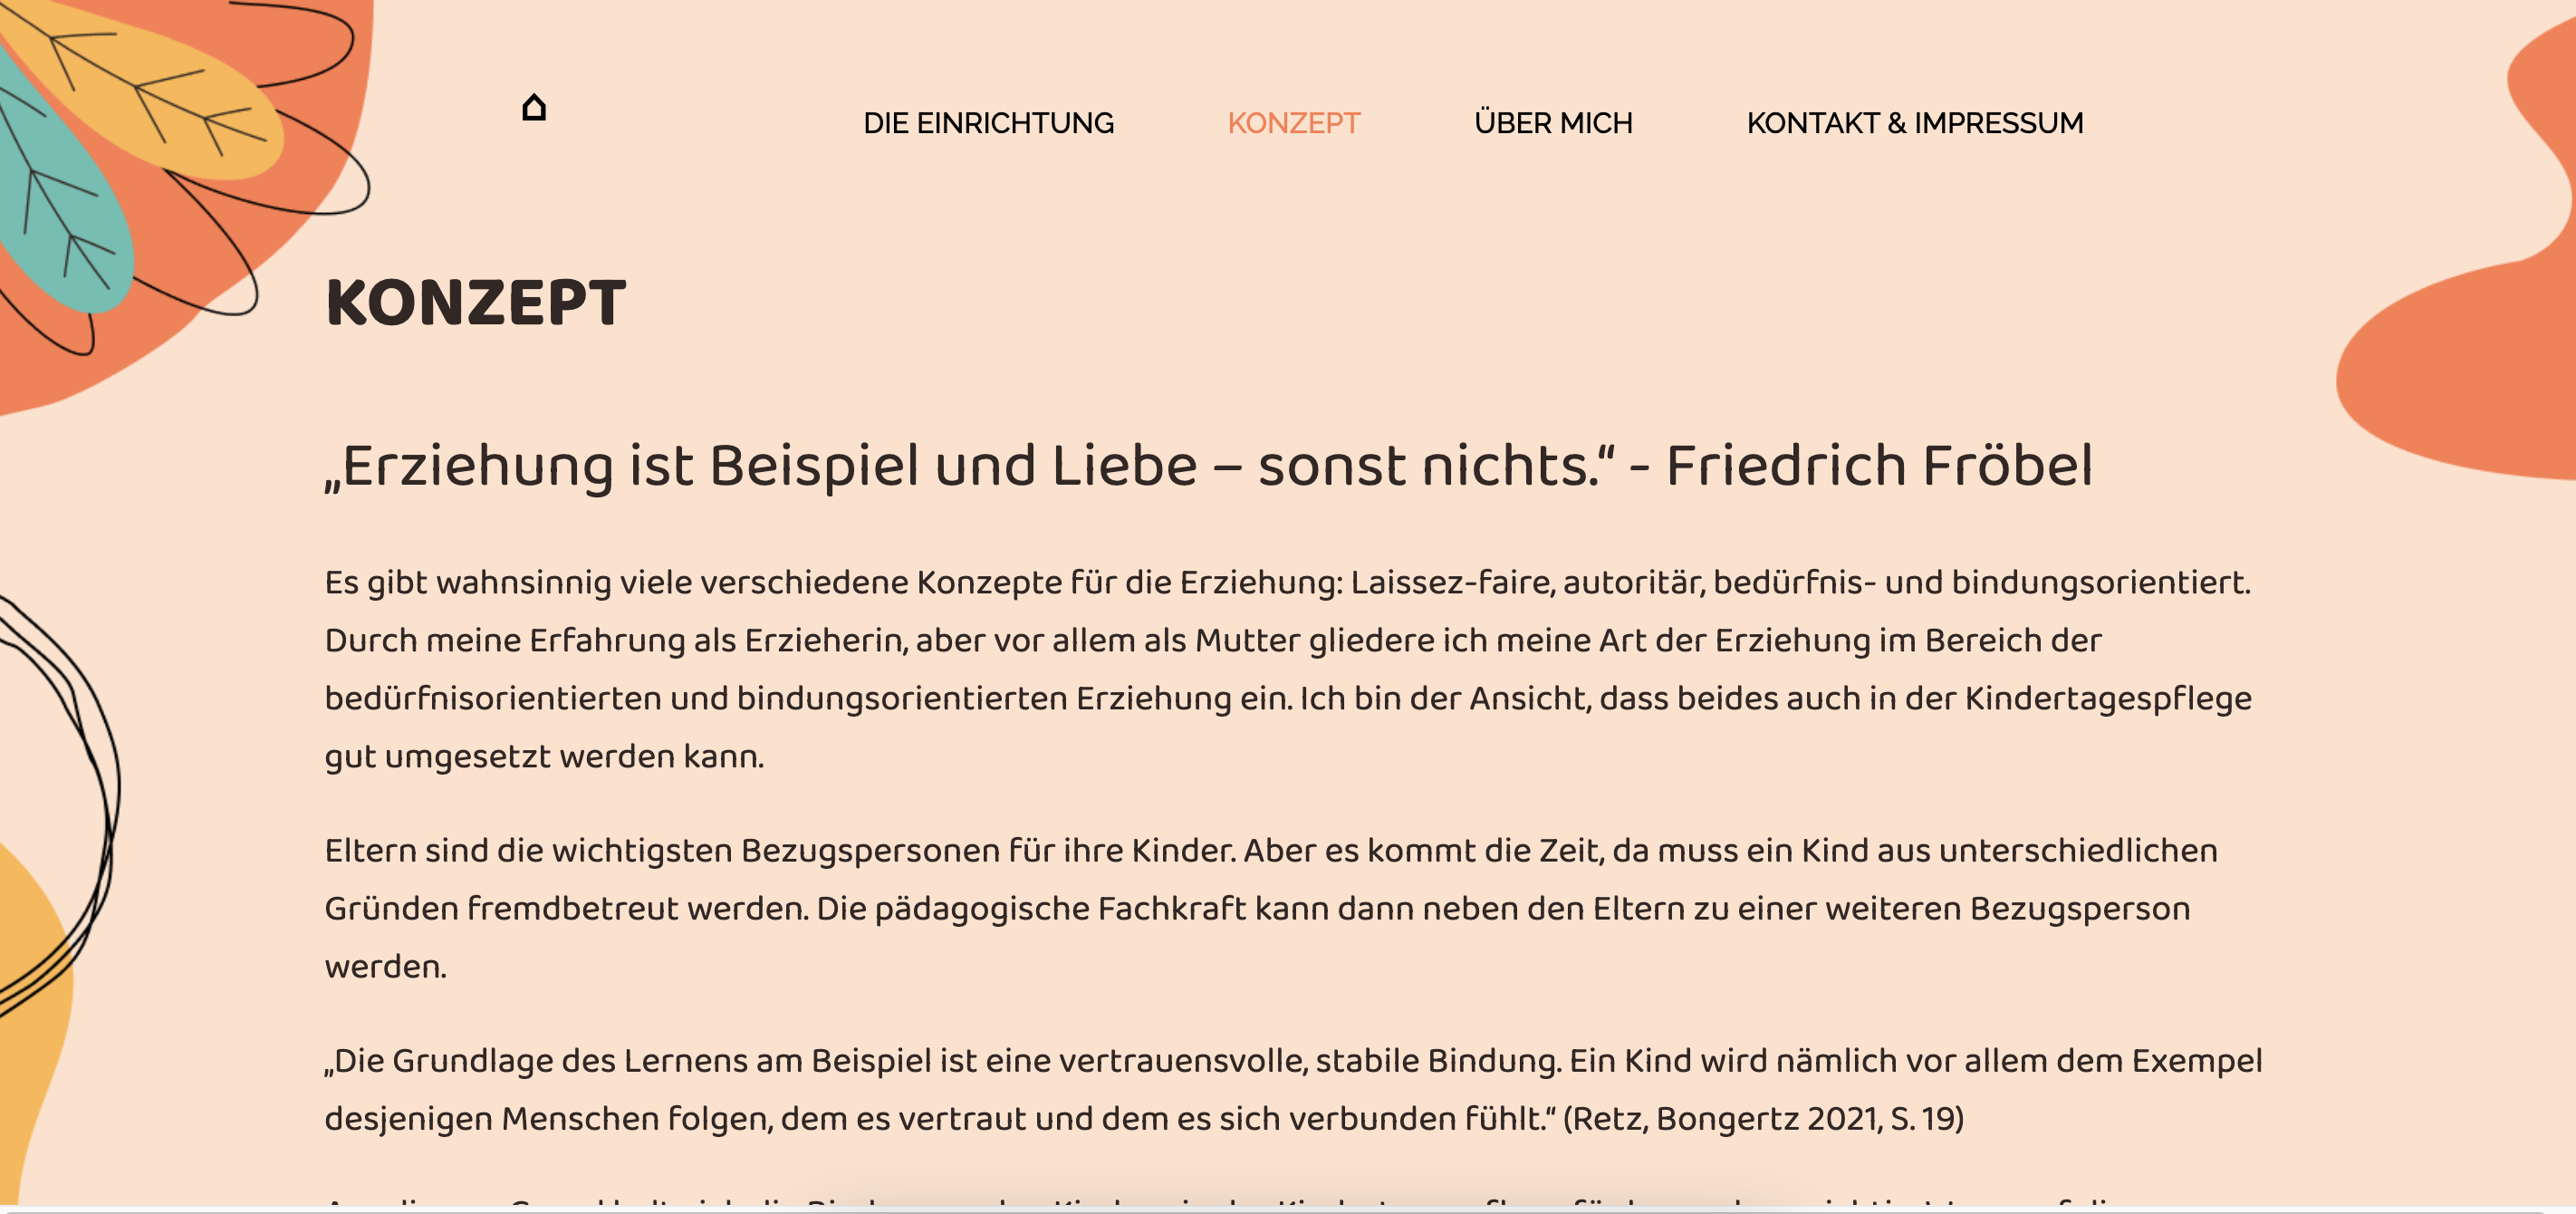 DIE EINRICHTUNG KONZEPT ÜBER MICH KONTAKT & IMPRESSUM
KONZEPT
„Erziehung ist Beispiel und Liebe – sonst nichts.“ - Friedrich Fröbel
Es gibt wahnsinnig viele verschiedene Konzepte für die Erziehung: Laissez-faire, autoritär, bedürfnis- und bindungsorientiert.
Durch meine Erfahrung als Erzieherin, aber vor allem als Mutter gliedere ich meine Art der Erziehung im Bereich der
bedürfnisorientierten und bindungsorientierten Erziehung ein. Ich bin der Ansicht, dass beides auch in der Kindertagespflege
gut umgesetzt werden kann.
Eltern sind die wichtigsten Bezugspersonen für ihre Kinder. Aber es kommt die Zeit, da muss ein Kind aus unterschiedlichen
Gründen fremdbetreut werden. Die pädagogische Fachkraft kann dann neben den Eltern zu einer weiteren Bezugsperson
werden.
„Die Grundlage des Lernens am Beispiel ist eine vertrauensvolle, stabile Bindung. Ein Kind wird nämlich vor allem dem Exempel
desjenigen Menschen folgen, dem es vertraut und dem es sich verbunden fühlt.“ (Retz, Bongertz 2021, S. 19)